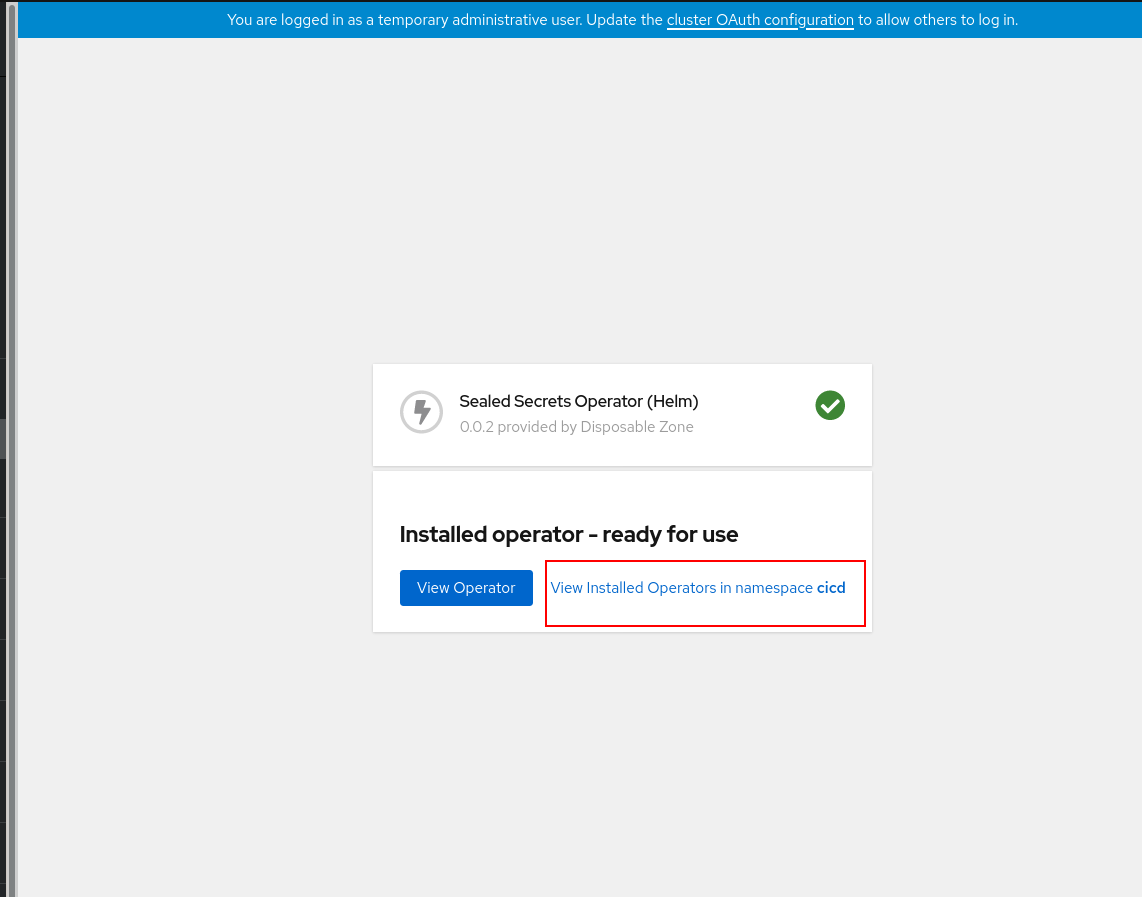 You are logged in as a temporary administrative user. Update the cluster OAuth configuration to allow others to log in.
Sealed Secrets Operator (Helm)
0.0.2 provided by Disposable Zone
Installed operator - ready for use
View Operator
View Installed Operators in namespace cicd